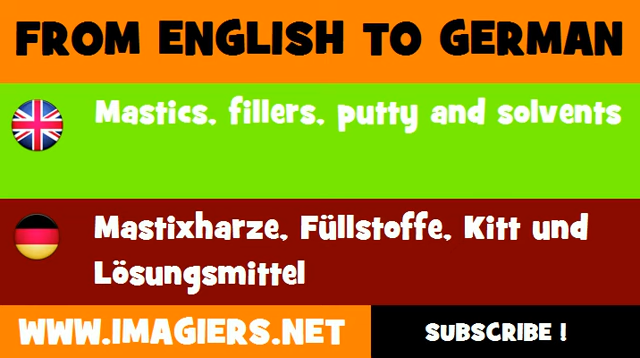 FROM ENGLISH TO GERMAN
Mastics, fillers, putty and solvents
Mastixharze, Füllstoffe, Kitt und
Lösungsmittel
WWW.IMAGIERS.NET
SUBSCRIBE !